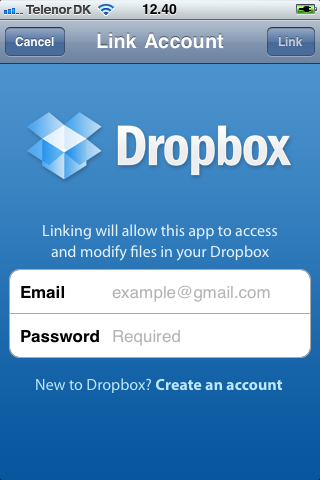 Telenor DK 12.40
Cancel Link Account Link
Dropbox
Linking will allow this app to access
and modify files in your Dropbox
Email example@gmail.com
Password Required
New to Dropbox? Create an account